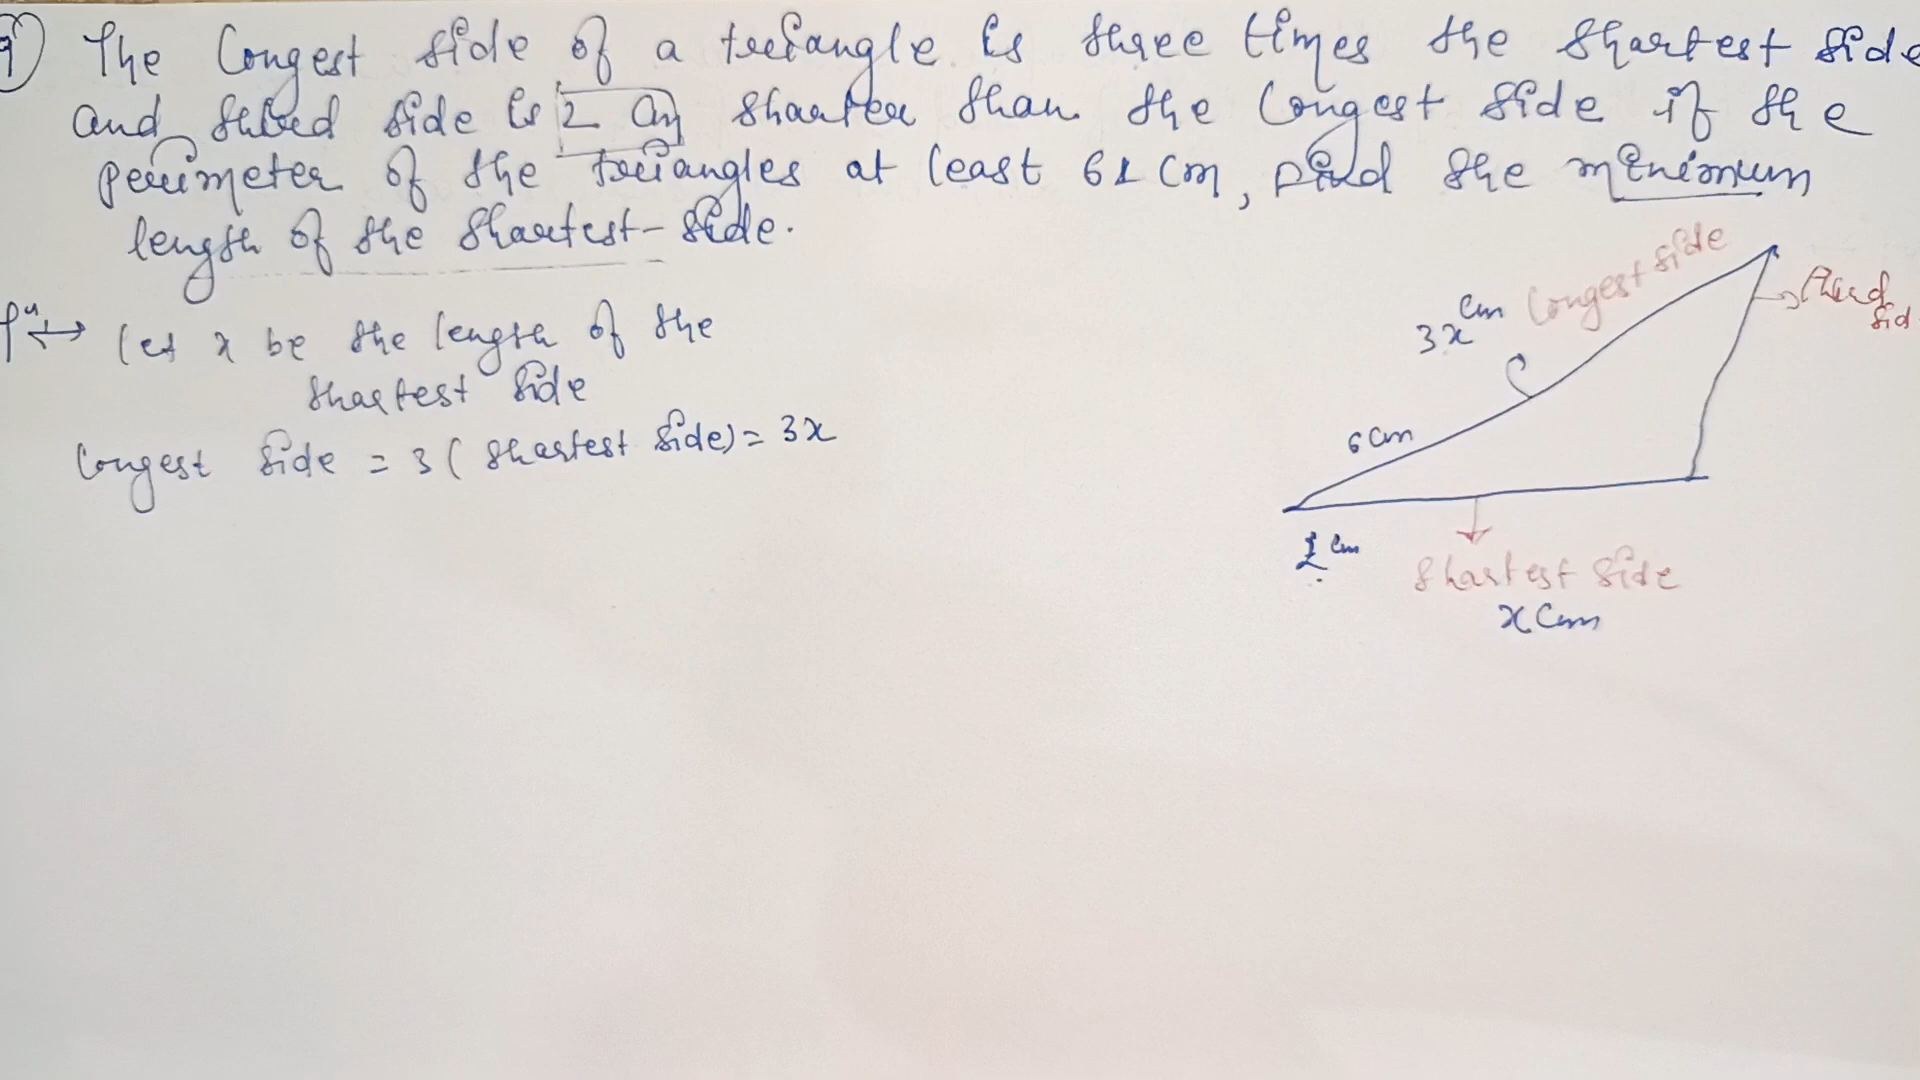 9) The Longest side of a triangle is three times the shortest side
and third side is 2 cm shorter than the Longest side if the
perimeter of the triangles at least 61 cm, find the minimum
length of the shortest side.
Let x be the length of the
shortest side
Longest side = 3 (shortest side) = 3x
3x cm Longest side
Third
sid
6 cm
1 cm
shortest side
x cm